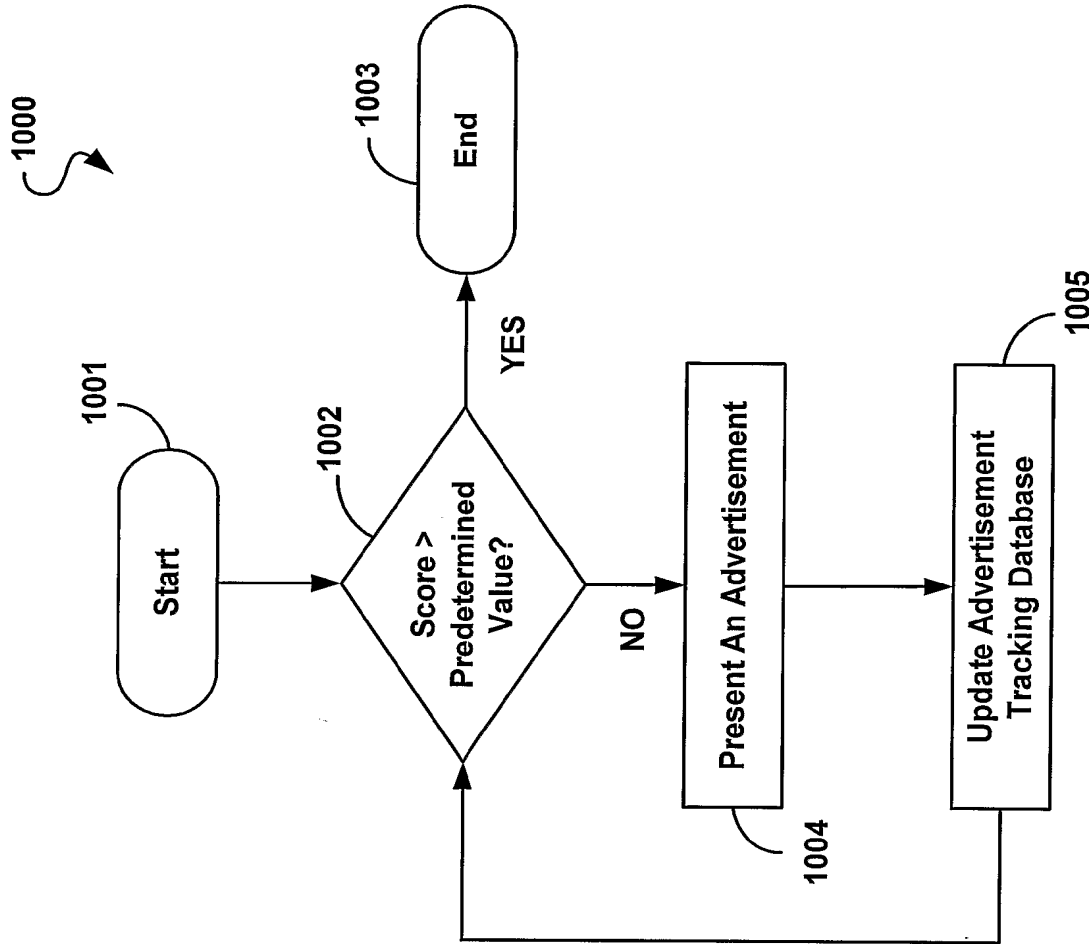 1000
1001
Start
1002
Score >
Predetermined
Value?
YES
1003
End
NO
1004
Present An Advertisement
1005
Update Advertisement
Tracking Database